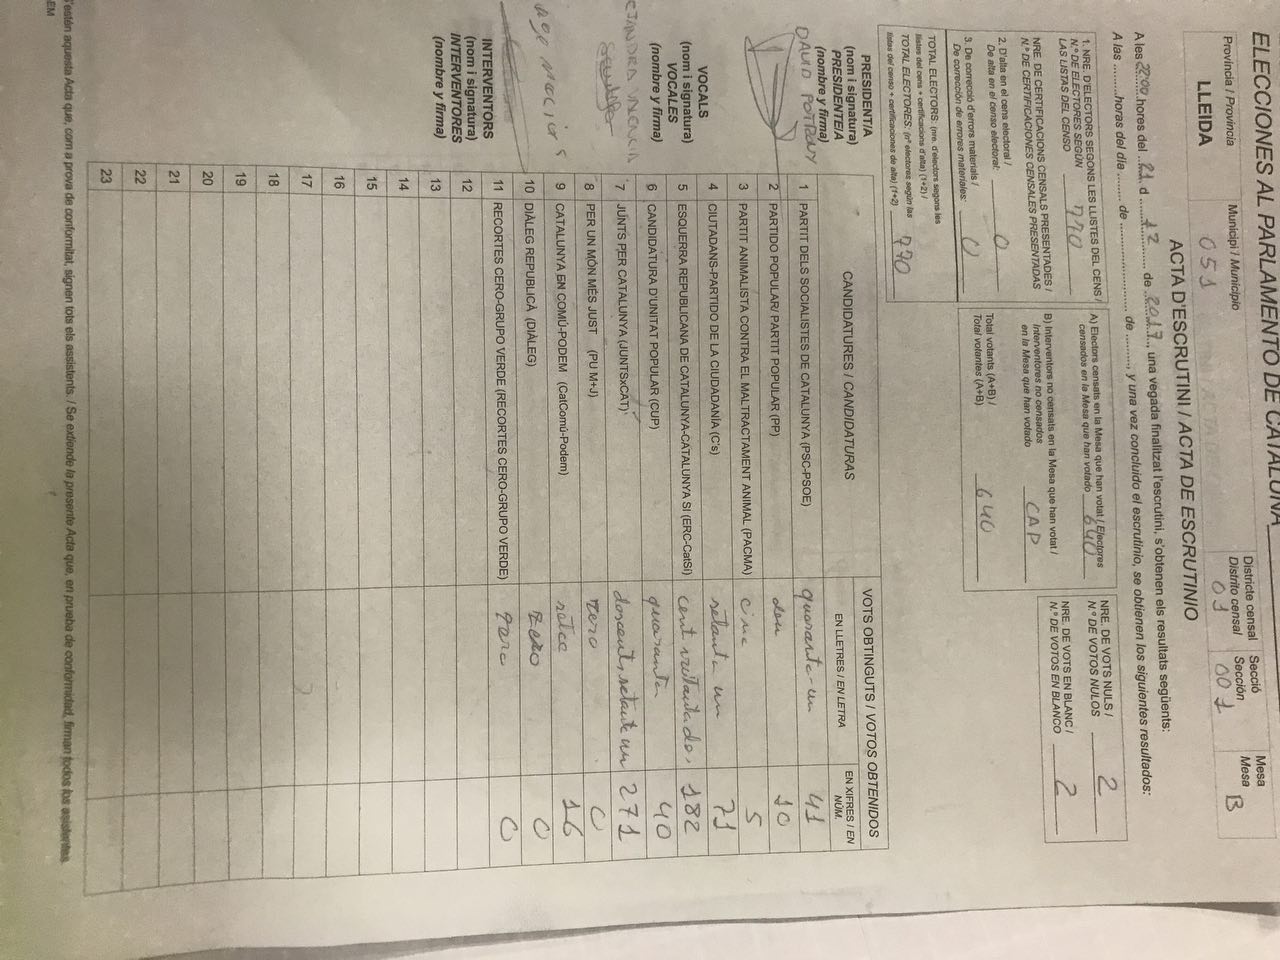 ELECCIONES AL PARLAMENTO DE CATALUÑA
Provincia / Provincia
LLEIDA
Municipi / Municipio
051
Districte censal
Distrito censal
01
Secció
Sección
001
Mesa
Mesa
B
ACTA D'ESCRUTINI / ACTA DE ESCRUTINIO
A les 22:00 hores del 21 d 12 de 2017, una vegada finalitzat l'escrutini, s'obtenen els resultats següents:
A las ........horas del día ........ de .................... de ........, y una vez concluido el escrutinio, se obtienen los siguientes resultados:
1. NRE. D'ELECTORS SEGONS LES LLISTES DEL CENS /
N.º DE ELECTORES SEGÚN
LAS LISTAS DEL CENSO 770
NRE. DE CERTIFICACIONS CENSALS PRESENTADES /
N.º DE CERTIFICACIONES CENSALES PRESENTADAS
2. D'alta en el cens electoral /
De alta en el censo electoral: 0
3. De correcció d'errors materials /
De corrección de errores materiales: 0
TOTAL ELECTORS: (nre. d'electors segons les
llistes del cens + certificacions d'alta) (1+2) /
TOTAL ELECTORES: (nº electores según las
listas del censo + certificaciones de alta) (1+2) 770
A) Electors censats en la Mesa que han votat / Electores
censados en la Mesa que han votado 640
B) Interventors no censats en la Mesa que han votat /
Interventores no censados
en la Mesa que han votado CAP
Total votants (A+B) /
Total votantes (A+B) 640
NRE. DE VOTS NULS /
N.º DE VOTOS NULOS 2
NRE. DE VOTS EN BLANC /
N.º DE VOTOS EN BLANCO 2
CANDIDATURES / CANDIDATURAS
VOTS OBTINGUTS / VOTOS OBTENIDOS
EN LLETRES / EN LETRA
EN XIFRES / EN NÚM.
1 PARTIT DELS SOCIALISTES DE CATALUNYA (PSC-PSOE) quaranta-un 41
2 PARTIDO POPULAR/ PARTIT POPULAR (PP) deu 10
3 PARTIT ANIMALISTA CONTRA EL MALTRACTAMENT ANIMAL (PACMA) cinc 5
4 CIUTADANS-PARTIDO DE LA CIUDADANÍA (C's) setanta un 71
5 ESQUERRA REPUBLICANA DE CATALUNYA-CATALUNYA SÍ (ERC-CatSí) cent vuitanta dos 182
6 CANDIDATURA D'UNITAT POPULAR (CUP) quaranta 40
7 JUNTS PER CATALUNYA (JUNTSxCAT) doscents setanta un 271
8 PER UN MÓN MÉS JUST (PU M+J) zero 0
9 CATALUNYA EN COMÚ-PODEM (CatComú-Podem) setze 16
10 DIÀLEG REPUBLICÀ (DIÀLEG) zero 0
11 RECORTES CERO-GRUPO VERDE (RECORTES CERO-GRUPO VERDE) zero 0
12
13
14
15
16
17
18
19
20
21
22
23
PRESIDENT/A
(nom i signatura)
PRESIDENTE/A
(nombre y firma)
DAVID
VOCALS
(nom i signatura)
VOCALES
(nombre y firma)
INTERVENTORS
(nom i signatura)
INTERVENTORES
(nombre y firma)
estén aquesta Acta que, com a prova de conformitat, signen tots els assistents. / Se extiende la presente Acta que, en prueba de conformidad, firman todos los asistentes.